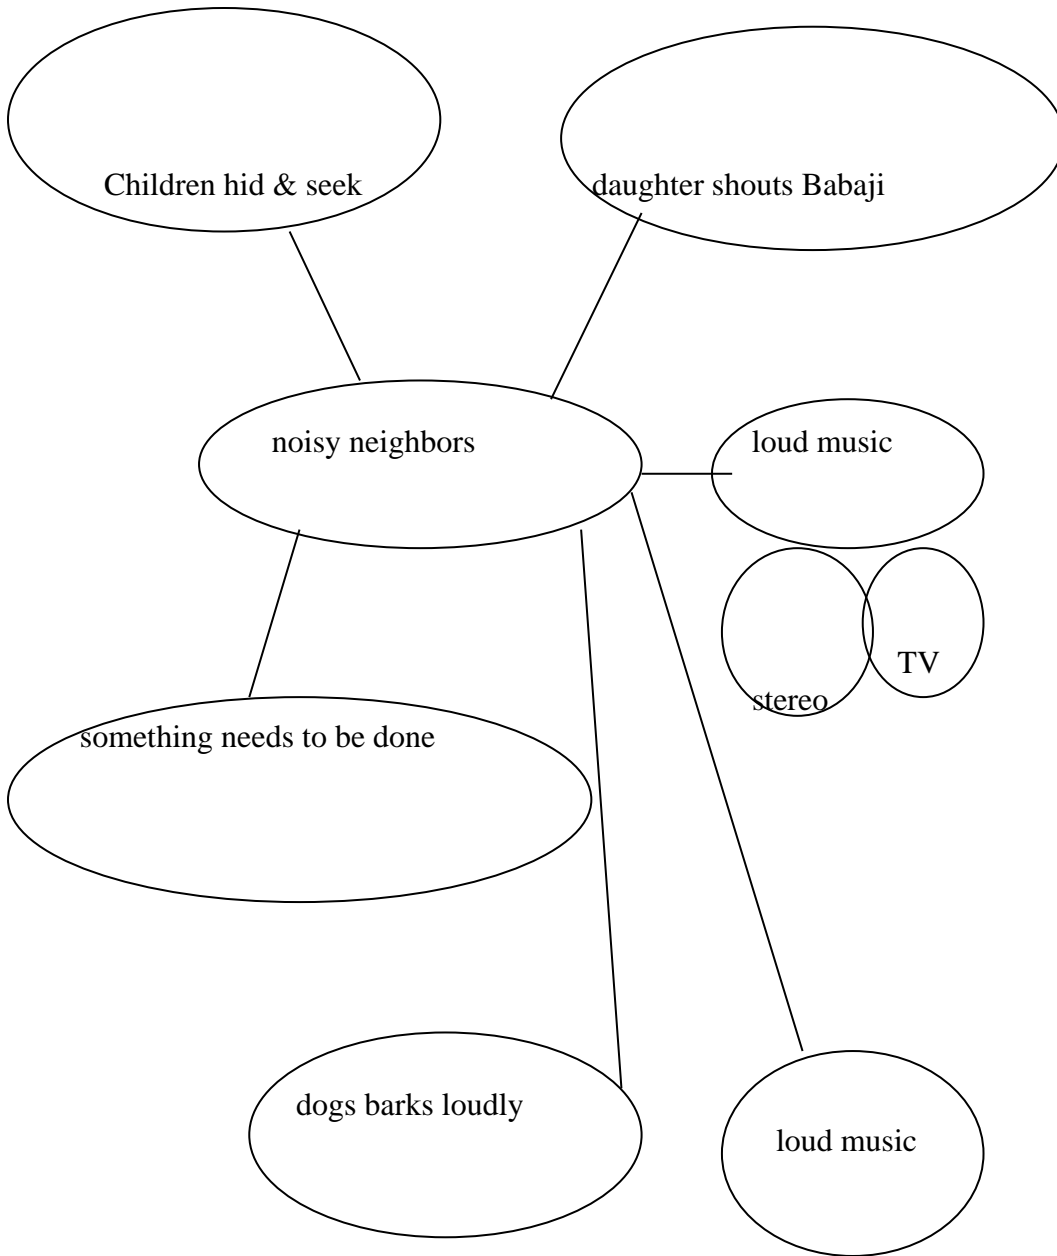 Children hid & seek
daughter shouts Babaji
noisy neighbors
loud music
TV
stereo
something needs to be done
dogs barks loudly
loud music